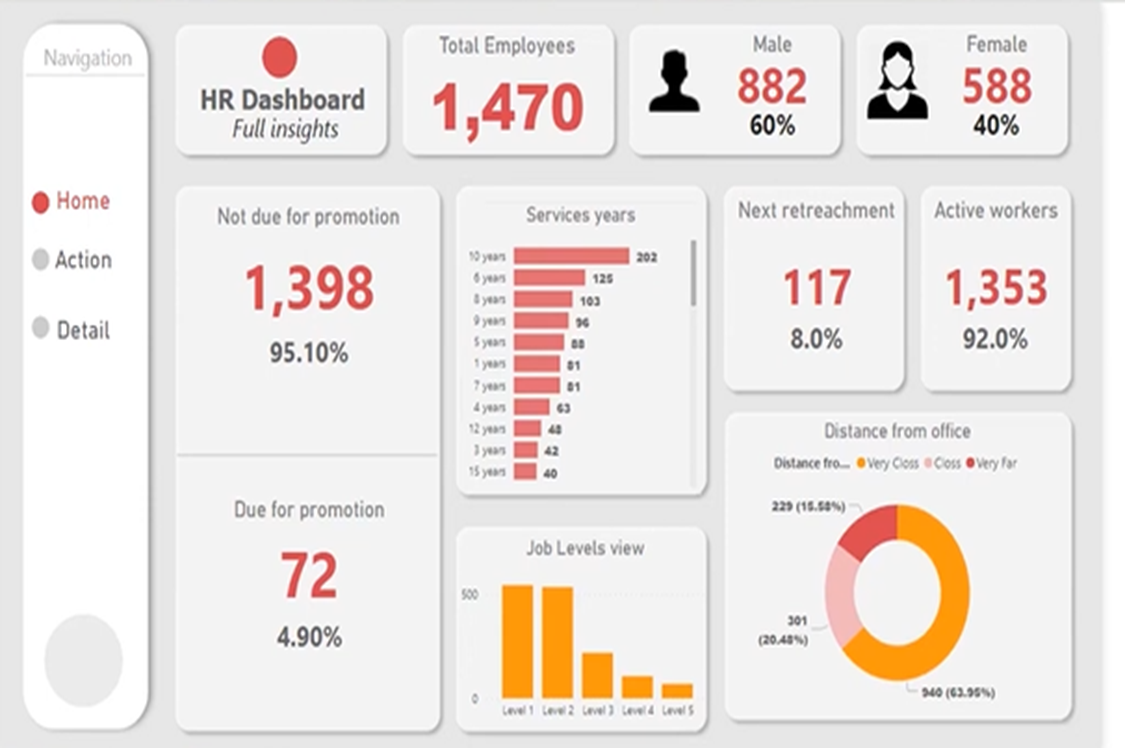 Navigation
Home
Action
Detail
HR Dashboard
Full insights
Total Employees
1,470
Male
882
60%
Female
588
40%
Not due for promotion
1,398
95.10%
Due for promotion
72
4.90%
Services years
10 years 202
6 years 125
8 years 103
9 years 96
5 years 88
1 years 81
7 years 81
4 years 63
12 years 48
3 years 42
15 years 40
Job Levels view
500
0
Level 1 Level 2 Level 3 Level 4 Level 5
Next retreachment
117
8.0%
Active workers
1,353
92.0%
Distance from office
Distance fro... Very Closs Closs Very Far
229 (15.58%)
301
(20.48%)
940 (63.95%)